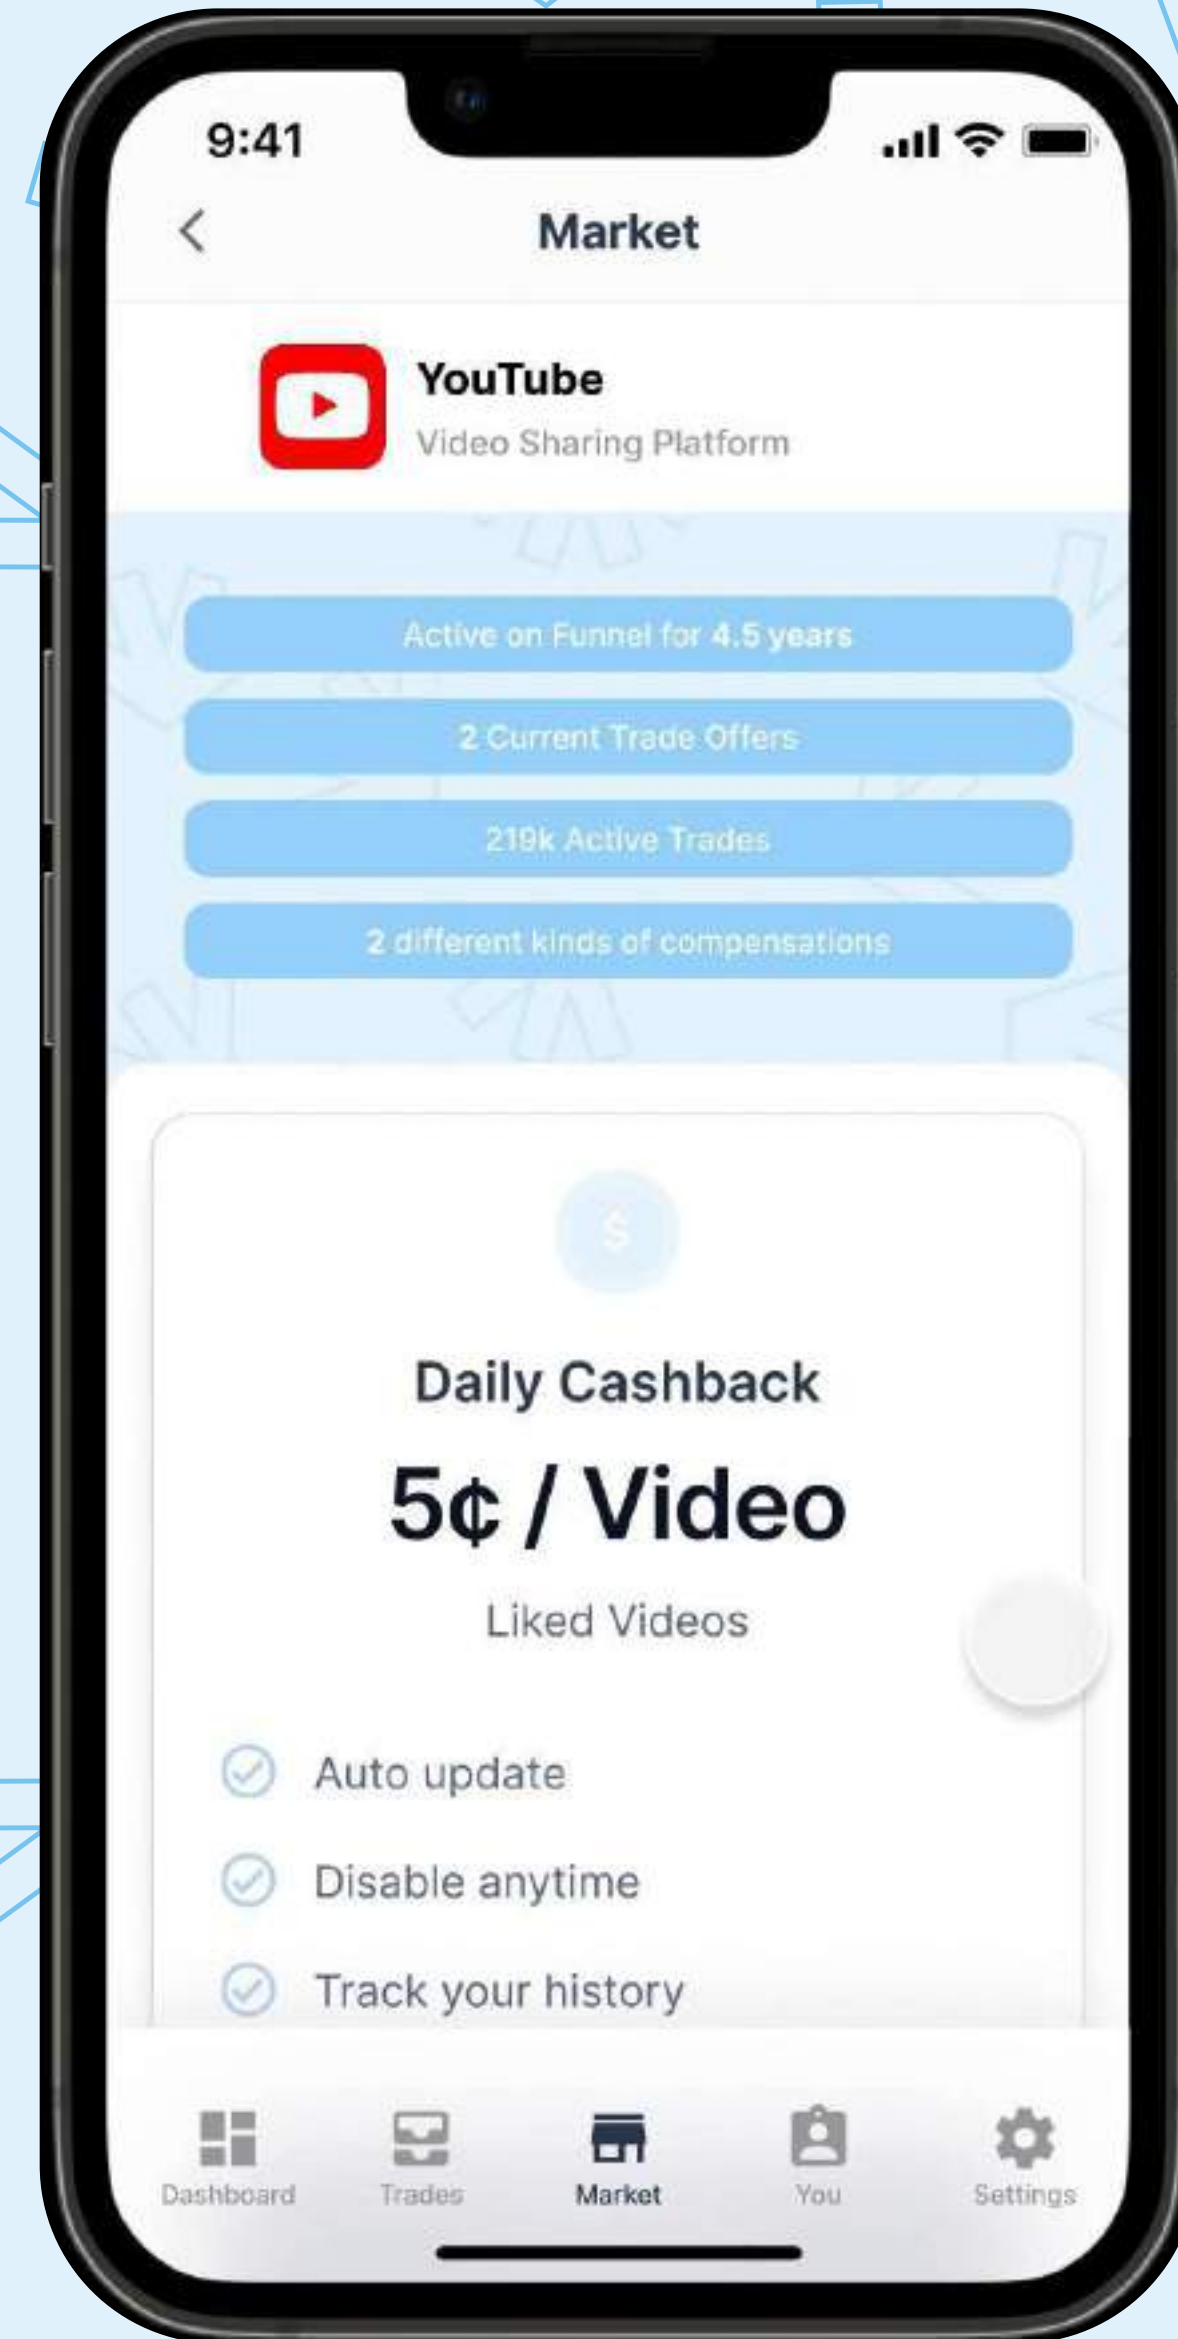 9:41
Market
YouTube
Video Sharing Platform
Active on Funnel for 4.5 years
2 Current Trade Offers
219k Active Trades
2 different kinds of compensations
$
Daily Cashback
5¢ / Video
Liked Videos
Auto update
Disable anytime
Track your history
Dashboard Trades Market You Settings